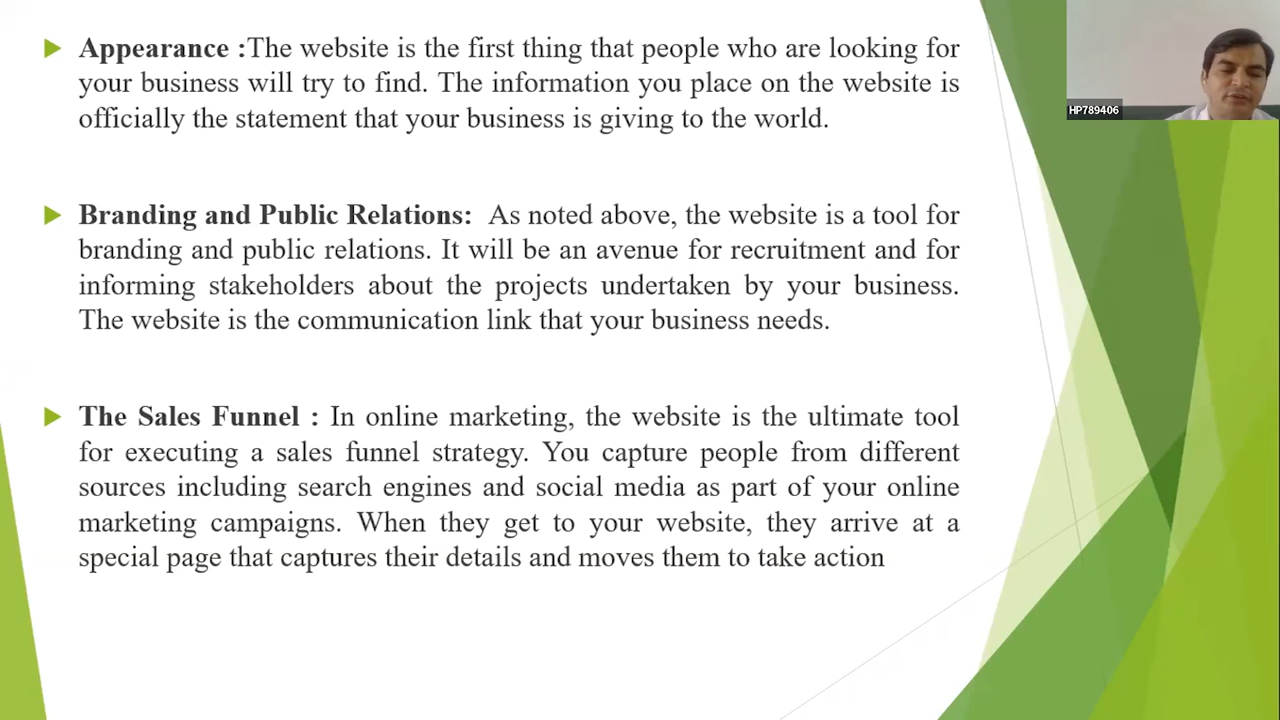 Appearance :The website is the first thing that people who are looking for
your business will try to find. The information you place on the website is
officially the statement that your business is giving to the world.
Branding and Public Relations: As noted above, the website is a tool for
branding and public relations. It will be an avenue for recruitment and for
informing stakeholders about the projects undertaken by your business.
The website is the communication link that your business needs.
The Sales Funnel : In online marketing, the website is the ultimate tool
for executing a sales funnel strategy. You capture people from different
sources including search engines and social media as part of your online
marketing campaigns. When they get to your website, they arrive at a
special page that captures their details and moves them to take action
HP789406